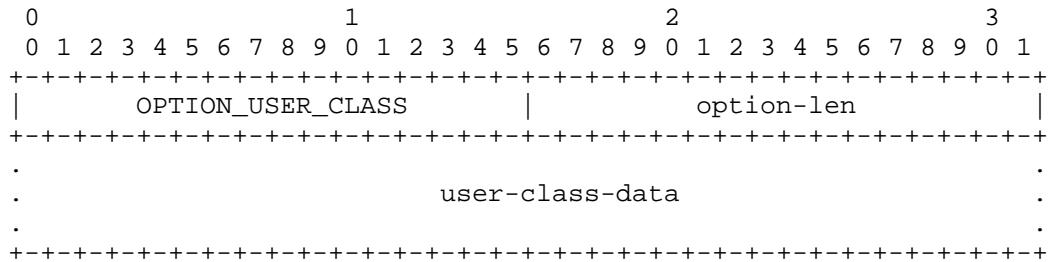 0                   1                   2                   3
 0 1 2 3 4 5 6 7 8 9 0 1 2 3 4 5 6 7 8 9 0 1 2 3 4 5 6 7 8 9 0 1
+-+-+-+-+-+-+-+-+-+-+-+-+-+-+-+-+-+-+-+-+-+-+-+-+-+-+-+-+-+-+-+-+
|       OPTION_USER_CLASS       |          option-len           |
+-+-+-+-+-+-+-+-+-+-+-+-+-+-+-+-+-+-+-+-+-+-+-+-+-+-+-+-+-+-+-+-+
.                                                               .
.                          user-class-data                      .
.                                                               .
+-+-+-+-+-+-+-+-+-+-+-+-+-+-+-+-+-+-+-+-+-+-+-+-+-+-+-+-+-+-+-+-+